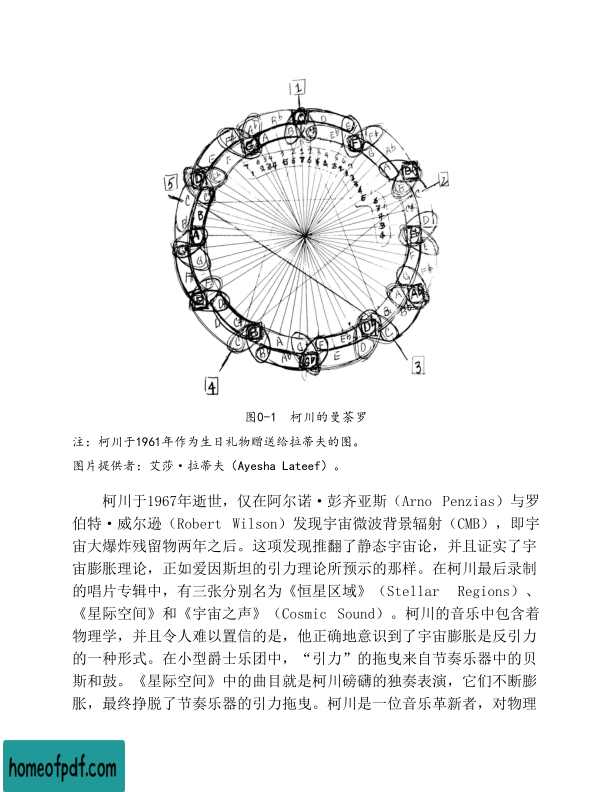 1
2
3
4
5
图0-1 柯川的曼荼罗
注：柯川于1961年作为生日礼物赠送给拉蒂夫的图。
图片提供者：艾莎·拉蒂夫（Ayesha Lateef）。
柯川于1967年逝世，仅在阿尔诺·彭齐亚斯（Arno Penzias）与罗
伯特·威尔逊（Robert Wilson）发现宇宙微波背景辐射（CMB），即宇
宙大爆炸残留物两年之后。这项发现推翻了静态宇宙论，并且证实了宇
宙膨胀理论，正如爱因斯坦的引力理论所预示的那样。在柯川最后录制
的唱片专辑中，有三张分别名为《恒星区域》（Stellar Regions）、
《星际空间》和《宇宙之声》（Cosmic Sound）。柯川的音乐中包含着
物理学，并且令人难以置信的是，他正确地意识到了宇宙膨胀是反引力
的一种形式。在小型爵士乐团中，“引力”的拖曳来自节奏乐器中的贝
斯和鼓。《星际空间》中的曲目就是柯川磅礴的独奏表演，它们不断膨
胀，最终挣脱了节奏乐器的引力拖曳。柯川是一位音乐革新者，对物理
homeofpdf.com